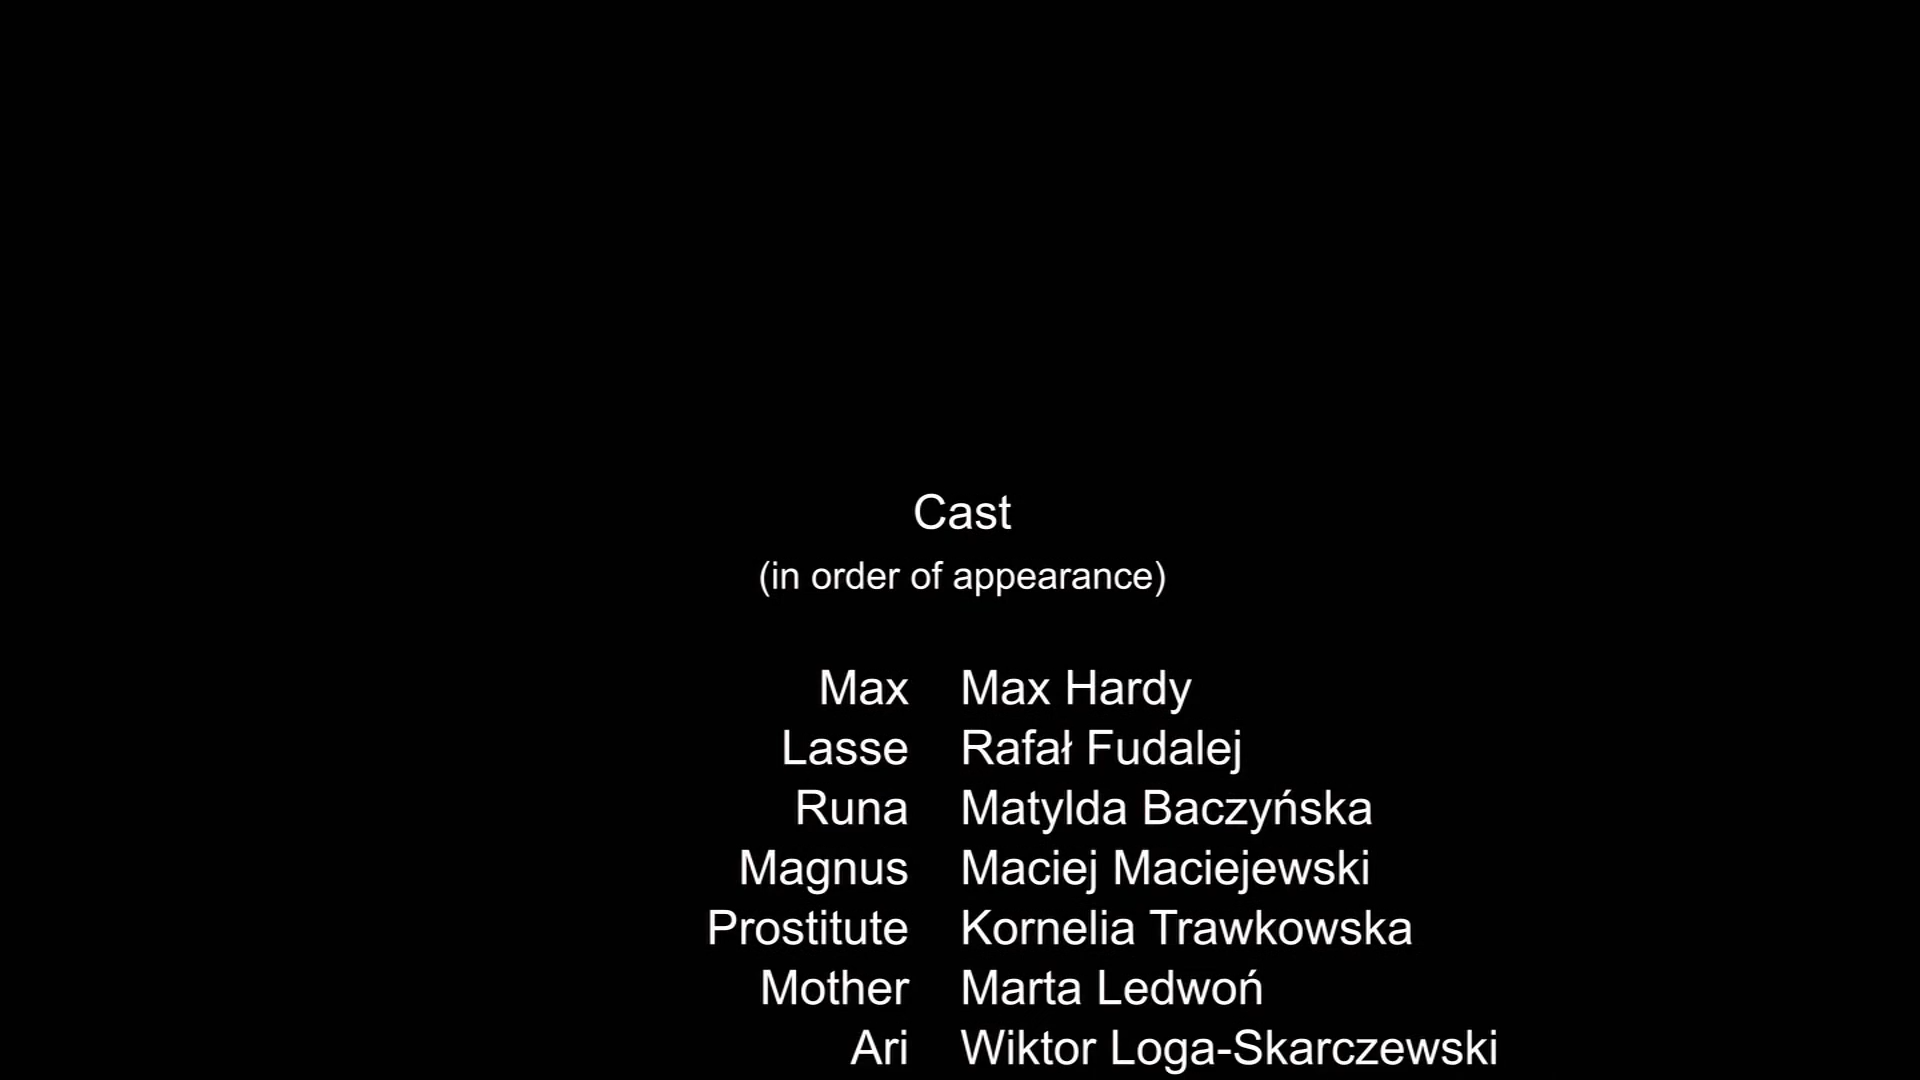 Cast
(in order of appearance)
Max Max Hardy
Lasse Rafał Fudalej
Runa Matylda Baczyńska
Magnus Maciej Maciejewski
Prostitute Kornelia Trawkowska
Mother Marta Ledwoń
Ari Wiktor Loga-Skarczewski